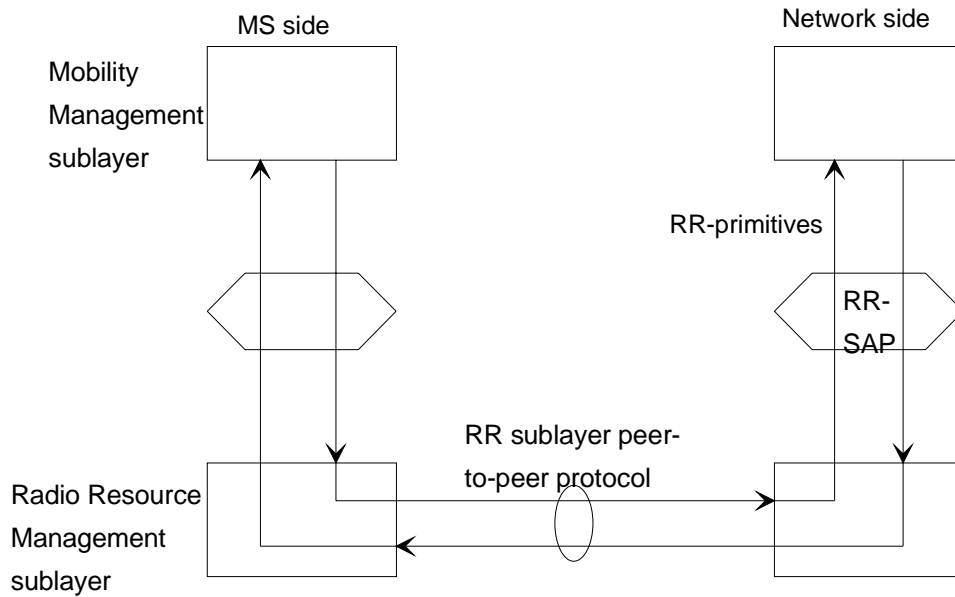 MS side
Network side
Mobility
Management
sublayer
RR-primitives
RR-
SAP
RR sublayer peer-
to-peer protocol
Radio Resource
Management
sublayer